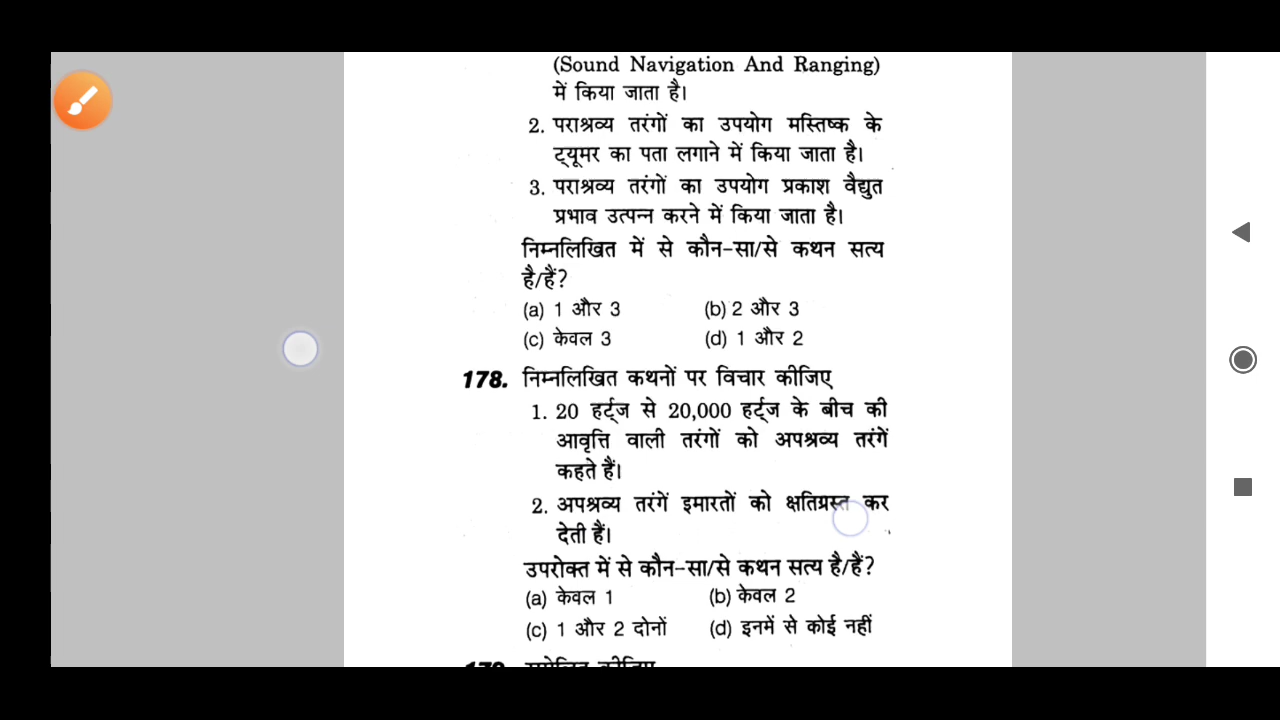 (Sound Navigation And Ranging)
में किया जाता है।
2. पराश्रव्य तरंगों का उपयोग मस्तिष्क के
ट्यूमर का पता लगाने में किया जाता है।
3. पराश्रव्य तरंगों का उपयोग प्रकाश वैद्युत
प्रभाव उत्पन्न करने में किया जाता है।
निम्नलिखित में से कौन-सा/से कथन सत्य
है/हैं?
(a) 1 और 3 (b) 2 और 3
(c) केवल 3 (d) 1 और 2
178. निम्नलिखित कथनों पर विचार कीजिए
1. 20 हर्ट्ज से 20,000 हर्ट्ज के बीच की
आवृत्ति वाली तरंगों को अपश्रव्य तरंगें
कहते हैं।
2. अपश्रव्य तरंगें इमारतों को क्षतिग्रस्त कर
देती हैं।
उपरोक्त में से कौन-सा/से कथन सत्य है/हैं?
(a) केवल 1 (b) केवल 2
(c) 1 और 2 दोनों (d) इनमें से कोई नहीं